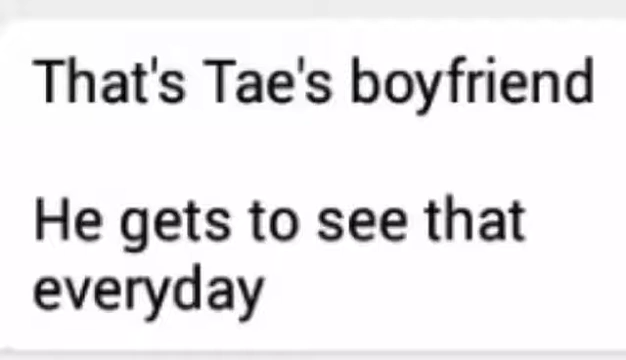 That's Tae's boyfriend
He gets to see that
everyday